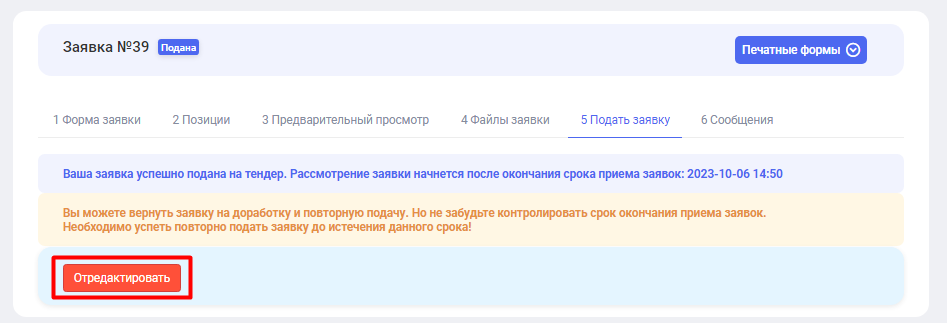 Заявка №39 Подана
Печатные формы
1 Форма заявки 2 Позиции 3 Предварительный просмотр 4 Файлы заявки 5 Подать заявку 6 Сообщения
Ваша заявка успешно подана на тендер. Рассмотрение заявки начнется после окончания срока приема заявок: 2023-10-06 14:50
Вы можете вернуть заявку на доработку и повторную подачу. Но не забудьте контролировать срок окончания приема заявок.
Необходимо успеть повторно подать заявку до истечения данного срока!
Отредактировать